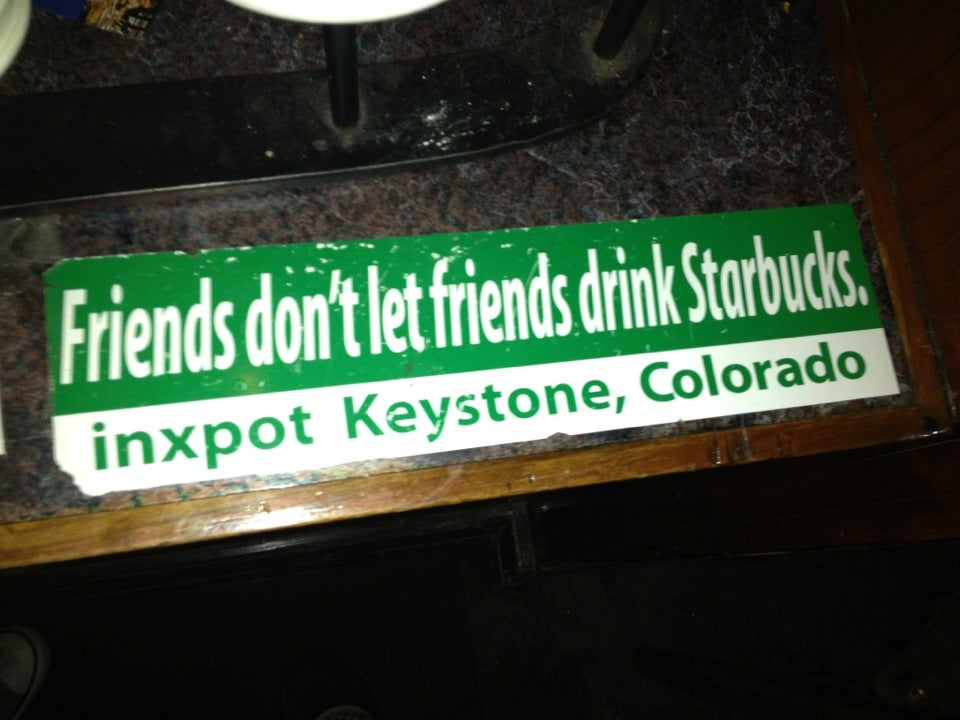 Friends don't let friends drink Starbucks.
inxpot Keystone, Colorado